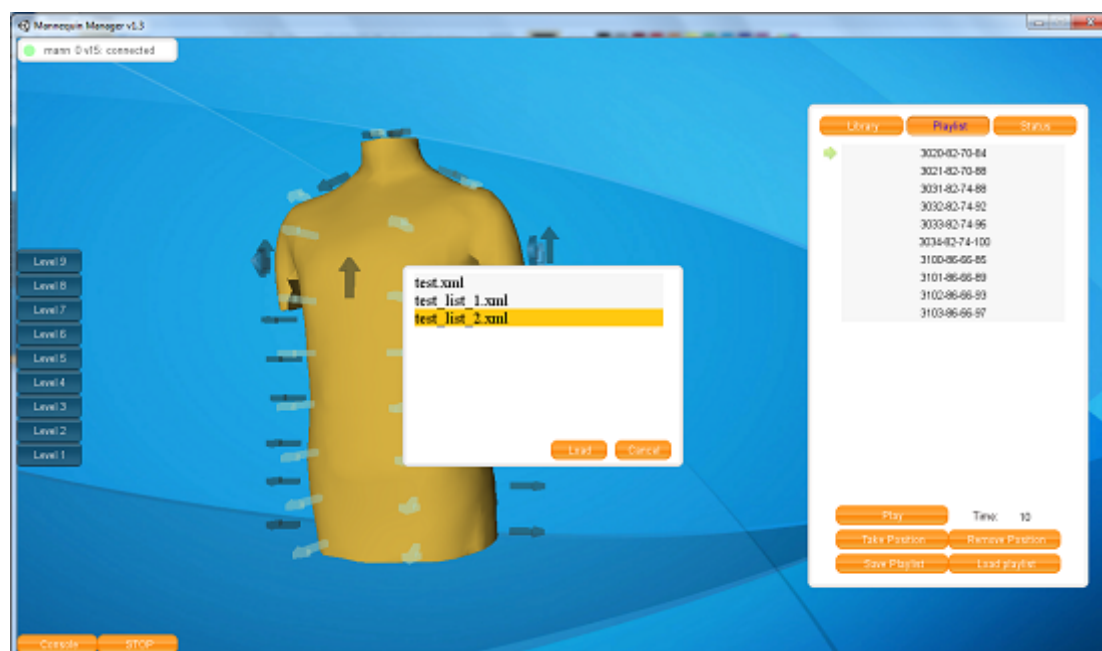 Mannequin Manager v1.3
mann 0 v15: connected
Library Playlist Status
3020-82-70-84
3021-82-70-88
3031-82-74-88
3032-82-74-92
3033-82-74-96
3034-82-74-100
3100-86-66-85
3101-86-66-89
3102-86-66-93
3103-86-66-97
Level 9
Level 8
Level 7
Level 6
Level 5
Level 4
Level 3
Level 2
Level 1
test.xml
test_list_1.xml
test_list_2.xml
Load Cancel
Play Time: 10
Take Position Remove Position
Save Playlist Load playlist
Console STOP